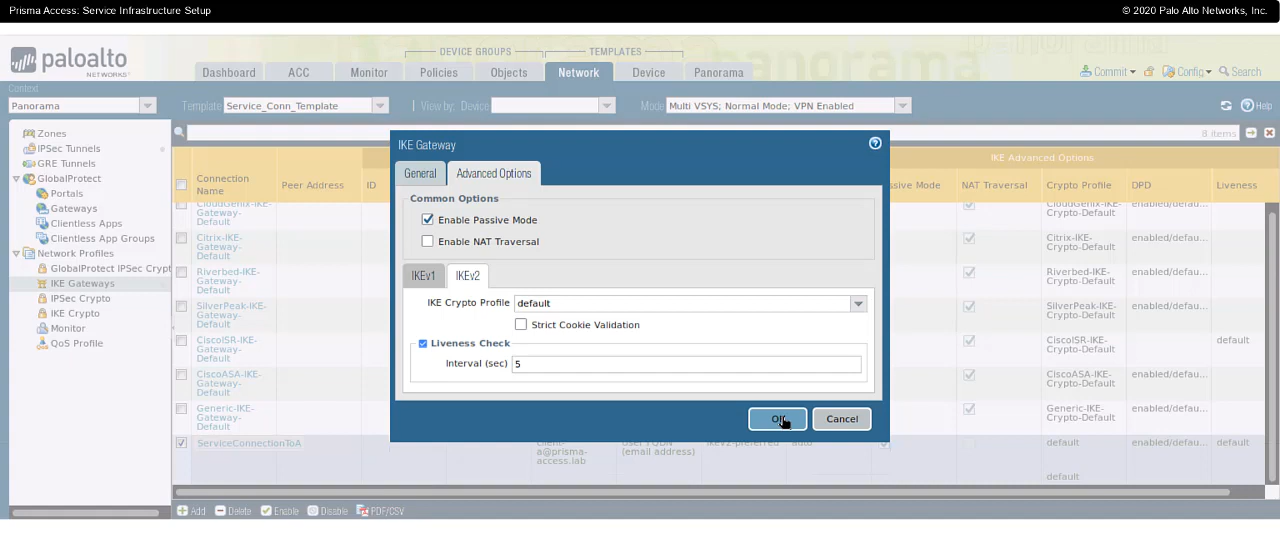 Prisma Access: Service Infrastructure Setup
© 2020 Palo Alto Networks, Inc.
paloalto
NETWORKS
DEVICE GROUPS
TEMPLATES
Dashboard
ACC
Monitor
Policies
Objects
Network
Device
Panorama
Commit
Config
Search
panorama
Context
Panorama
Template
Service_Conn_Template
View by: Device
Mode
Multi VSYS; Normal Mode; VPN Enabled
Help
Zones
IPSec Tunnels
GRE Tunnels
GlobalProtect
Portals
Gateways
Clientless Apps
Clientless App Groups
Network Profiles
GlobalProtect IPSec Crypt
IKE Gateways
IPSec Crypto
IKE Crypto
Monitor
QoS Profile
8 items
IKE Advanced Options
Connection
Name
Peer Address
ID
ssive Mode
NAT Traversal
Crypto Profile
DPD
Liveness
CloudGenix-IKE-
Gateway-
Default
CloudGenix-IKE-
Crypto-Default
enabled/defau...
Citrix-IKE-
Gateway-
Default
Citrix-IKE-
Crypto-Default
enabled/defau...
Riverbed-IKE-
Gateway-
Default
Riverbed-IKE-
Crypto-Default
enabled/defau...
SilverPeak-IKE-
Gateway-
Default
SilverPeak-IKE-
Crypto-Default
enabled/defau...
CiscoISR-IKE-
Gateway-
Default
CiscoISR-IKE-
Crypto-Default
default
CiscoASA-IKE-
Gateway-
Default
CiscoASA-IKE-
Crypto-Default
enabled/defau...
Generic-IKE-
Gateway-
Default
Generic-IKE-
Crypto-Default
enabled/defau...
ServiceConnectionToA
client-
a@prisma-
access.lab
User FQDN
(email address)
ikev2-preferred
auto
default
enabled/defau...
default
default
IKE Gateway
General
Advanced Options
Common Options
Enable Passive Mode
Enable NAT Traversal
IKEv1
IKEv2
IKE Crypto Profile
default
Strict Cookie Validation
Liveness Check
Interval (sec)
5
OK
Cancel
Add
Delete
Enable
Disable
PDF/CSV